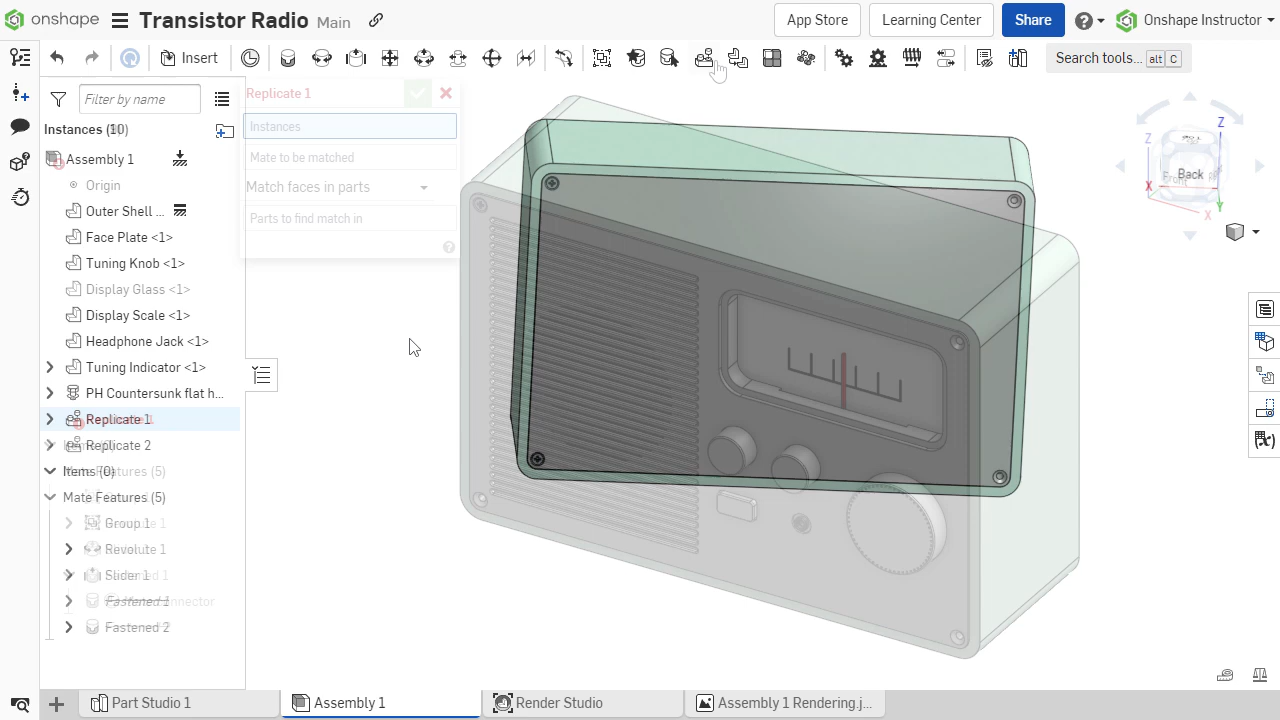 onshape Transistor Radio Main App Store Learning Center Share Onshape Instructor
Insert Search tools... alt C
Filter by name Replicate 1
Instances Z Z
Mate to be matched Back
Match faces in parts X
Parts to find match in Y
X
Assembly 1
Origin
Outer Shell ...
Face Plate <1>
Tuning Knob <1>
Display Glass <1>
Display Scale <1>
Headphone Jack <1>
Tuning Indicator <1>
PH Countersunk flat h...
Replicate 1
Replicate 2
Items (0)
Mate Features (5)
Group 1
Revolute 1
Slider 1
Fastened 1
Fastened 2
Part Studio 1 Assembly 1 Render Studio Assembly 1 Rendering.j...